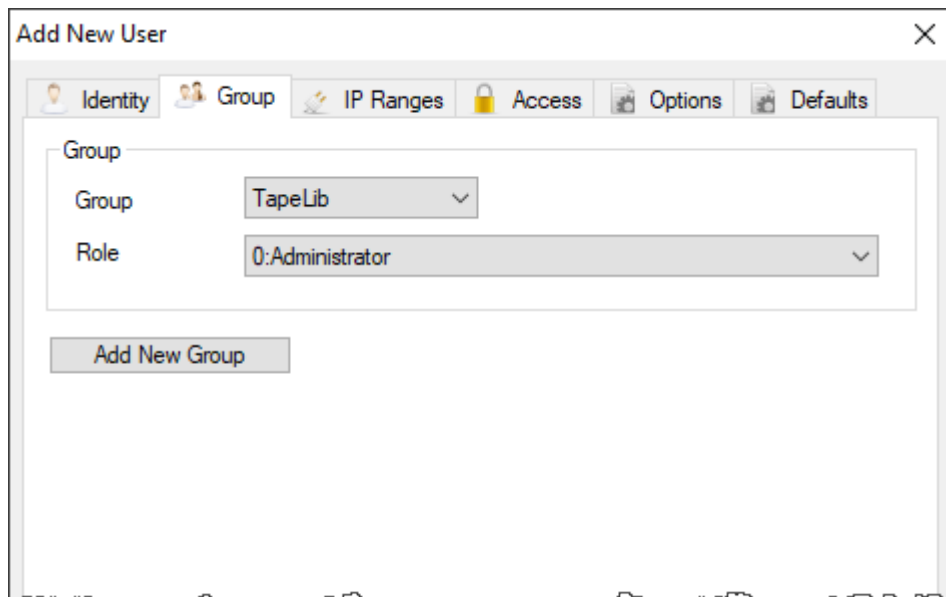 Add New User
Identity Group IP Ranges Access Options Defaults
Group
Group TapeLib
Role 0:Administrator
Add New Group